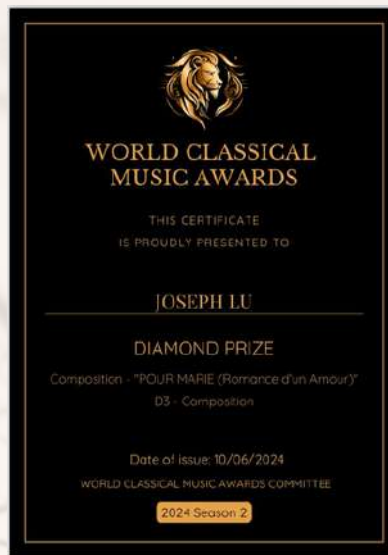 WORLD CLASSICAL
MUSIC AWARDS
THIS CERTIFICATE
IS PROUDLY PRESENTED TO
JOSEPH LU
DIAMOND PRIZE
Composition - "POUR MARIE (Romance d'un Amour)"
D3 - Composition
Date of issue: 10/06/2024
WORLD CLASSICAL MUSIC AWARDS COMMITTEE
2024 Season 2